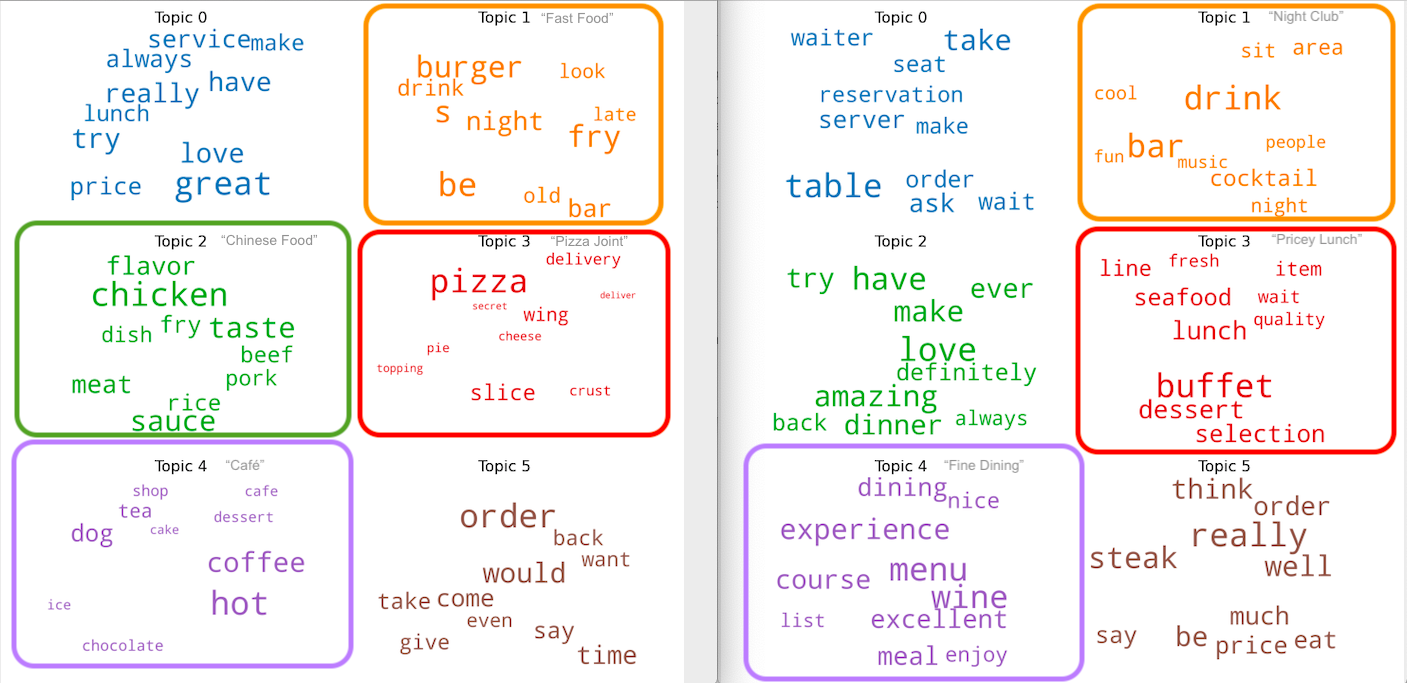 Topic 0
servicemake
always
have
really
lunch
try
love
price great
Topic 1 “Fast Food”
burger look
drink
s night late
fry
be
old
bar
Topic 2 “Chinese Food”
flavor
chicken
dish fry taste
beef
meat pork
rice
sauce
Topic 3 “Pizza Joint”
delivery
pizza
deliver
secret
wing
cheese
pie
topping
slice crust
Topic 4 “Café”
shop cafe
tea
dessert
dog cake
coffee
hot
ice
chocolate
Topic 5
order
back
want
would
take come
even
give say
time
Topic 0
waiter take
seat
reservation
server make
table order
ask wait
Topic 1 “Night Club”
sit area
cool drink
bar people
fun music
cocktail
night
Topic 2
try have ever
make
love
definitely
amazing
back dinner always
Topic 3 “Pricey Lunch”
line fresh item
seafood wait
quality
lunch
buffet
dessert
selection
Topic 4 “Fine Dining”
dining
nice
experience
course menu
wine
list excellent
meal enjoy
Topic 5
think
order
really
steak well
much
say be price eat